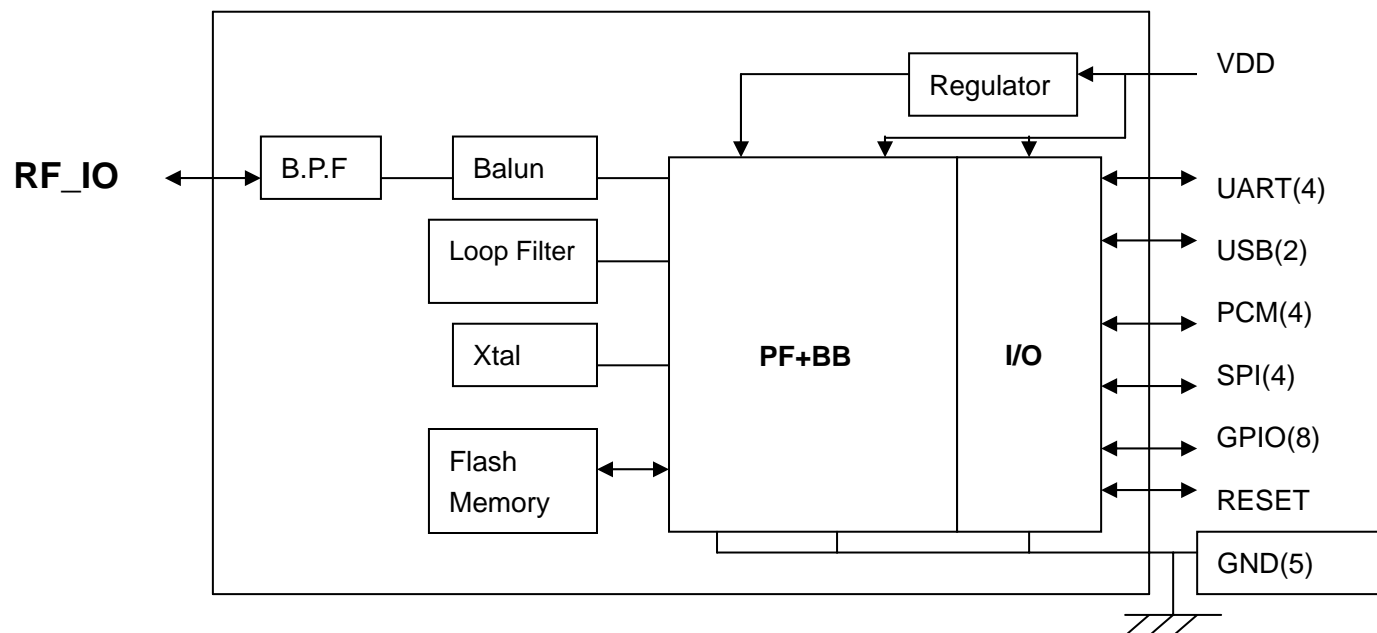 VDD
Regulator
RF_IO
B.P.F
Balun
UART(4)
Loop Filter
USB(2)
PCM(4)
Xtal
PF+BB
I/O
SPI(4)
GPIO(8)
Flash
Memory
RESET
GND(5)